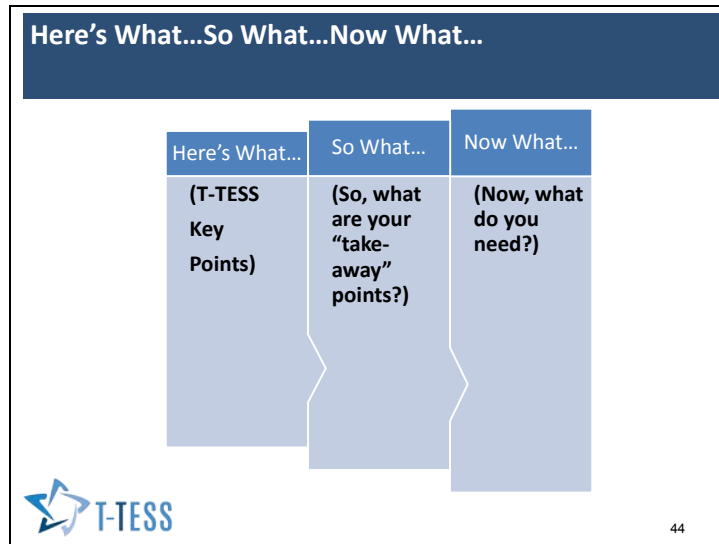 Here's What…So What…Now What…
Here's What…
So What…
Now What…
(T-TESS
Key
Points)
(So, what
are your
“take-
away”
points?)
(Now, what
do you
need?)
T-TESS
44